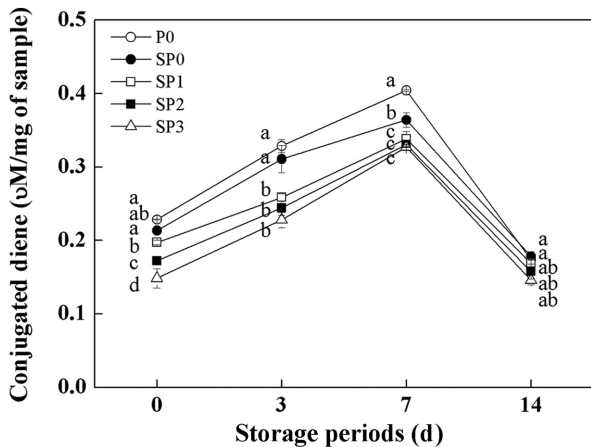 Conjugated diene (υM/mg of sample)
0.5
0.4
0.3
0.2
0.1
0.0
P0
SP0
SP1
SP2
SP3
a
ab
a
b
c
d
a
a
b
b
b
a
b
c
c
c
a
a
ab
ab
ab
0
3
7
14
Storage periods (d)